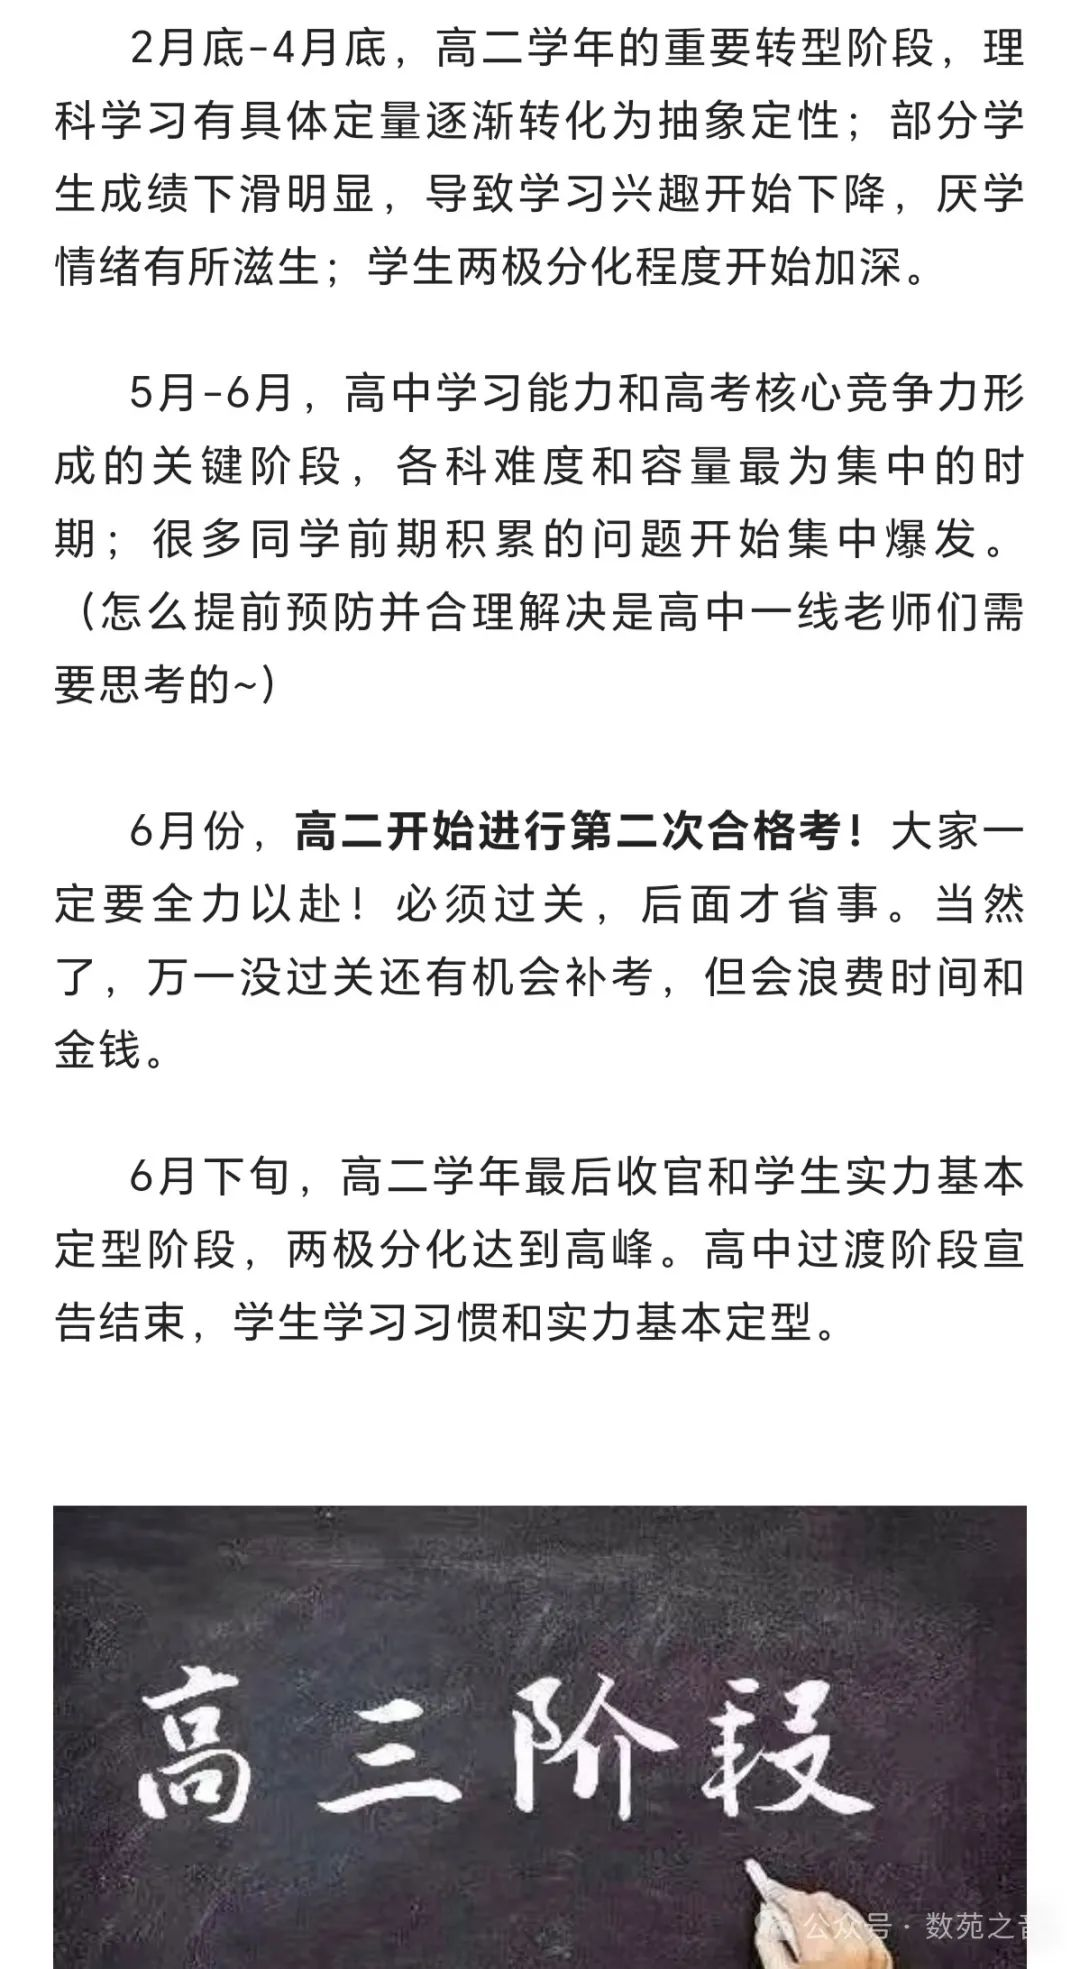 2月底-4月底，高二学年的重要转型阶段，理
科学习有具体定量逐渐转化为抽象定性；部分学
生成绩下滑明显，导致学习兴趣开始下降，厌学
情绪有所滋生；学生两极分化程度开始加深。
5月-6月，高中学习能力和高考核心竞争力形
成的关键阶段，各科难度和容量最为集中的时
期；很多同学前期积累的问题开始集中爆发。
（怎么提前预防并合理解决是高中一线老师们需
要思考的~）
6月份，高二开始进行第二次合格考！大家一
定要全力以赴！必须过关，后面才省事。当然
了，万一没过关还有机会补考，但会浪费时间和
金钱。
6月下旬，高二学年最后收官和学生实力基本
定型阶段，两极分化达到高峰。高中过渡阶段宣
告结束，学生学习习惯和实力基本定型。
高三阶段
公众号·数苑之音